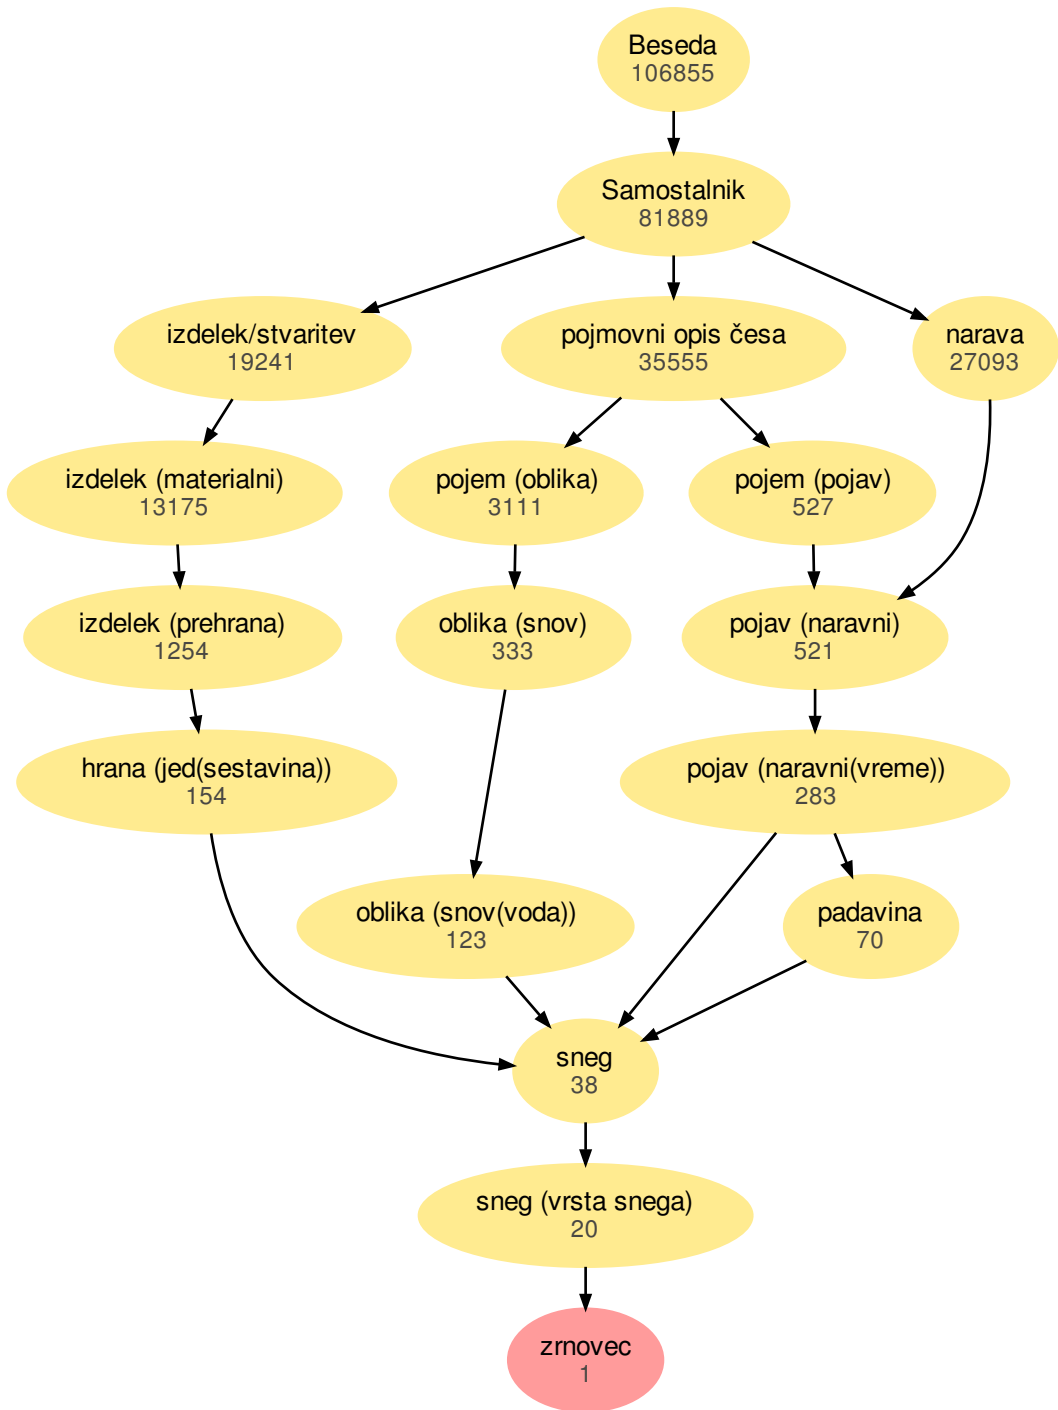 Beseda
106855
Samostalnik
81889
izdelek/stvaritev
19241
pojmovni opis česa
35555
narava
27093
izdelek (materialni)
13175
pojem (oblika)
3111
pojem (pojav)
527
izdelek (prehrana)
1254
oblika (snov)
333
pojav (naravni)
521
hrana (jed(sestavina))
154
pojav (naravni(vreme))
283
oblika (snov(voda))
123
padavina
70
sneg
38
sneg (vrsta snega)
20
zrnovec
1